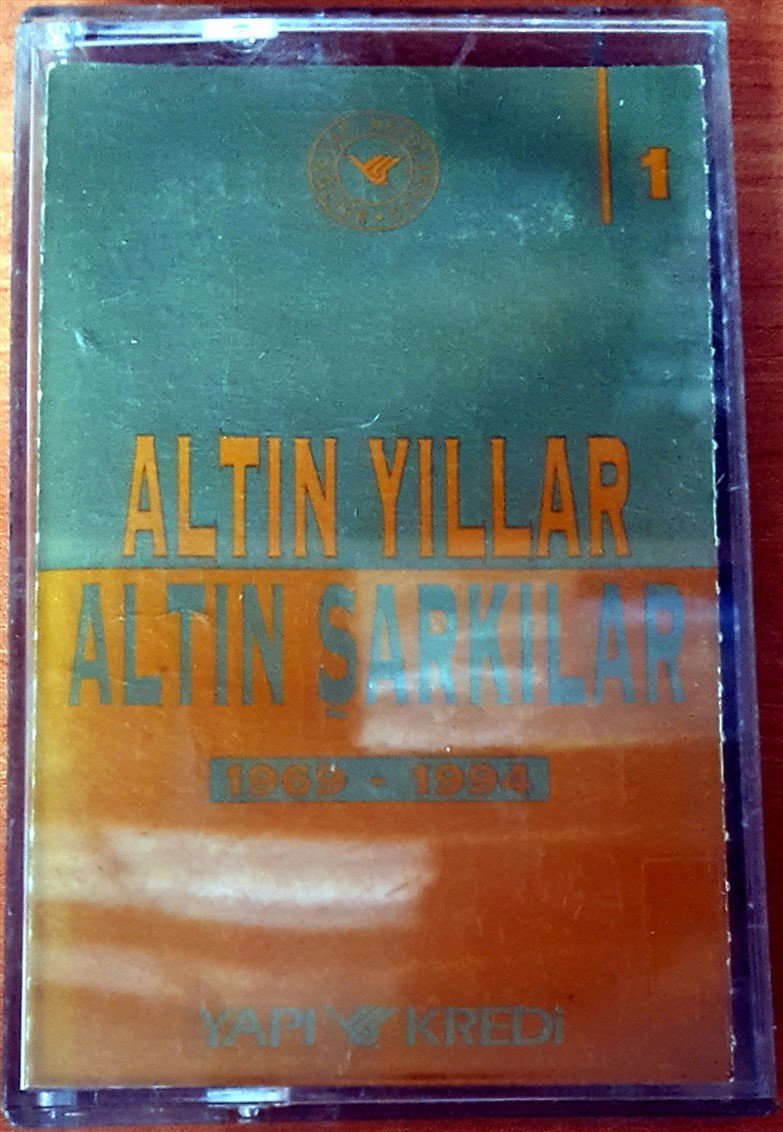 1
ALTIN YILLAR
ALTIN ŞARKILAR
1969 - 1994
YAPI KREDİ